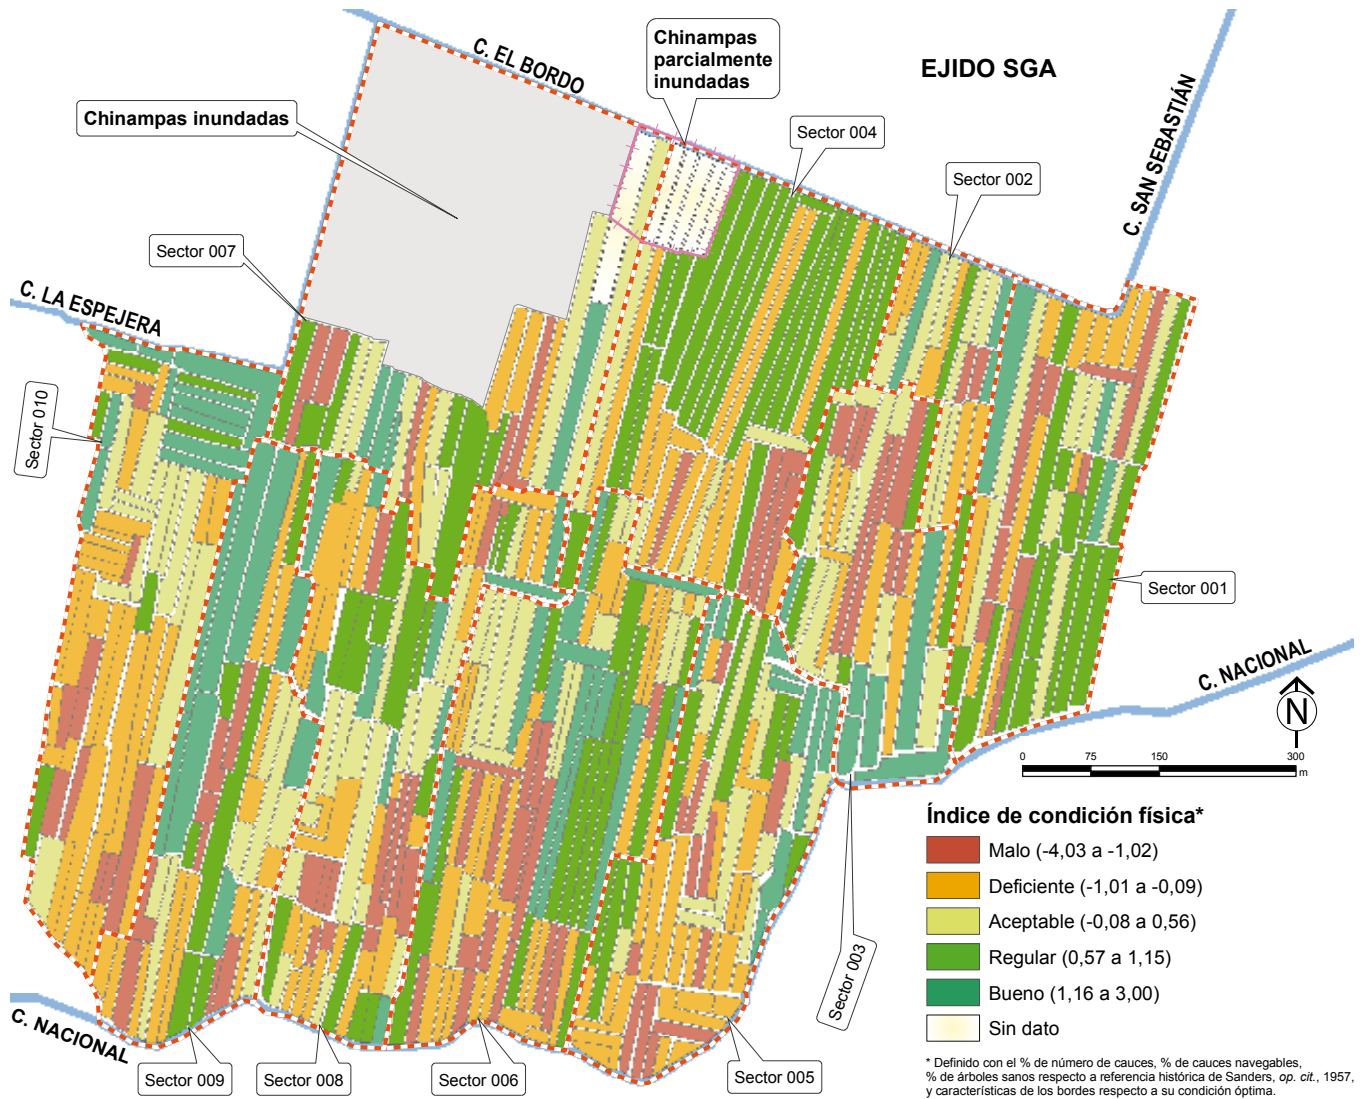 C. EL BORDO
Chinampas
parcialmente
inundadas
EJIDO SGA
C. SAN SEBASTIÁN
Chinampas inundadas
Sector 004
Sector 002
Sector 007
C. LA ESPEJERA
Sector 010
Sector 001
C. NACIONAL
N
0 75 150 300
m
Índice de condición física*
Malo (-4,03 a -1,02)
Deficiente (-1,01 a -0,09)
Aceptable (-0,08 a 0,56)
Regular (0,57 a 1,15)
Bueno (1,16 a 3,00)
Sin dato
Sector 003
C. NACIONAL
Sector 009
Sector 008
Sector 006
Sector 005
* Definido con el % de número de cauces, % de cauces navegables,
% de árboles sanos respecto a referencia histórica de Sanders, op. cit., 1957,
y características de los bordes respecto a su condición óptima.